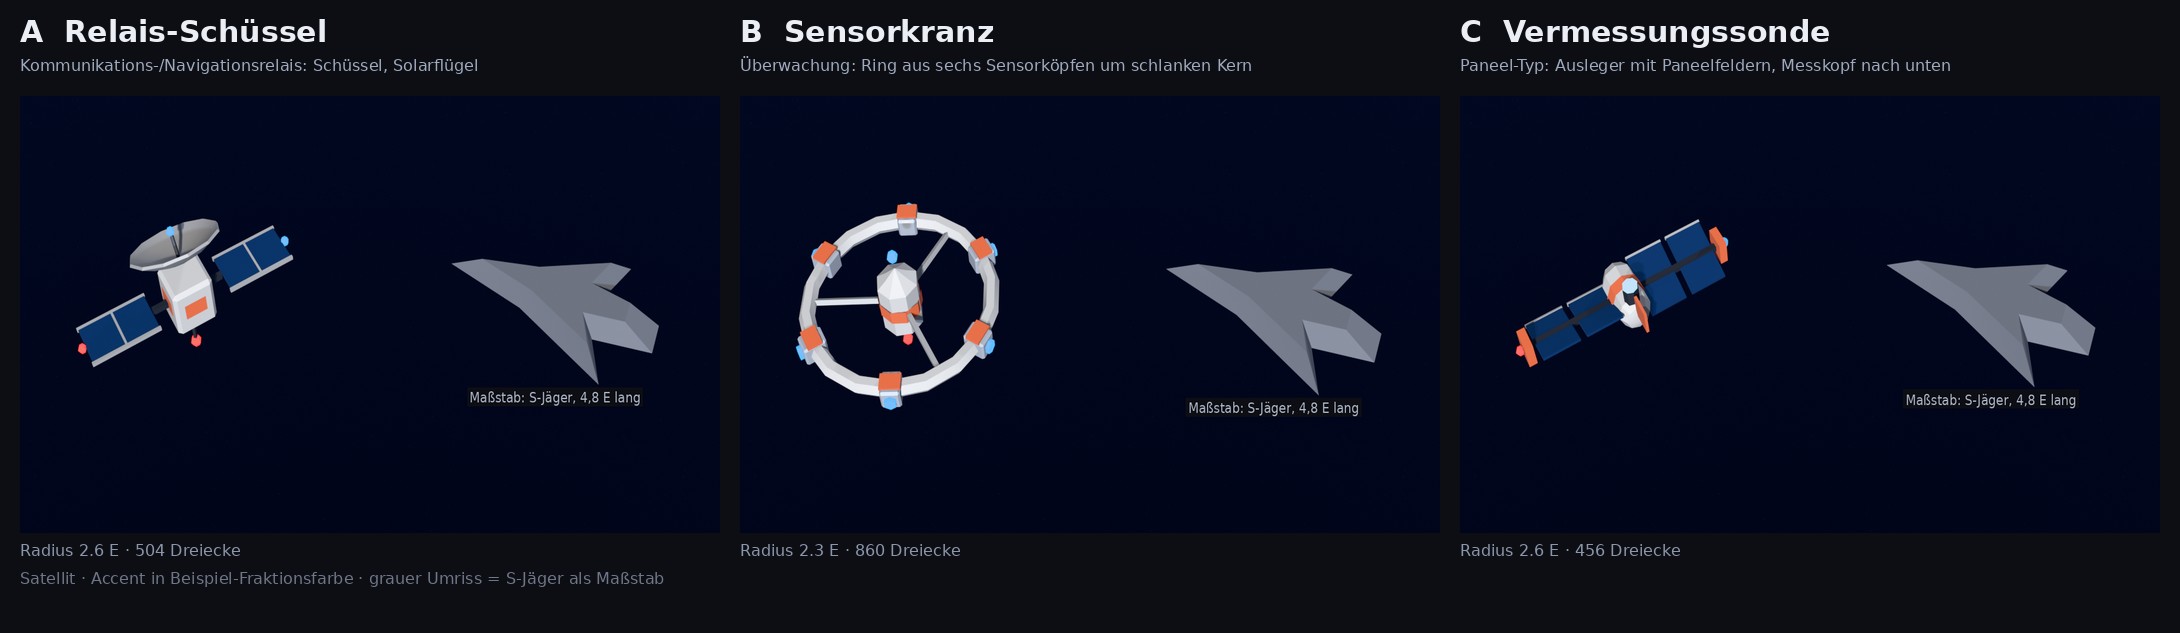 A Relais-Schüssel
Kommunikations-/Navigationsrelais: Schüssel, Solarflügel
Maßstab: S-Jäger, 4,8 E lang
Radius 2.6 E · 504 Dreiecke
B Sensorkranz
Überwachung: Ring aus sechs Sensorköpfen um schlanken Kern
Maßstab: S-Jäger, 4,8 E lang
Radius 2.3 E · 860 Dreiecke
C Vermessungssonde
Paneel-Typ: Ausleger mit Paneelfeldern, Messkopf nach unten
Maßstab: S-Jäger, 4,8 E lang
Radius 2.6 E · 456 Dreiecke
Satellit · Accent in Beispiel-Fraktionsfarbe · grauer Umriss = S-Jäger als Maßstab